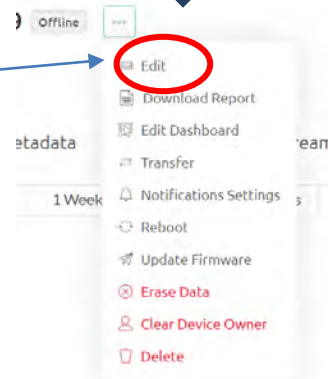 Offline
Edit
Download Report
Edit Dashboard
etadata
Transfer
1 Week
Notifications Settings
s
Reboot
Update Firmware
Erase Data
Clear Device Owner
Delete